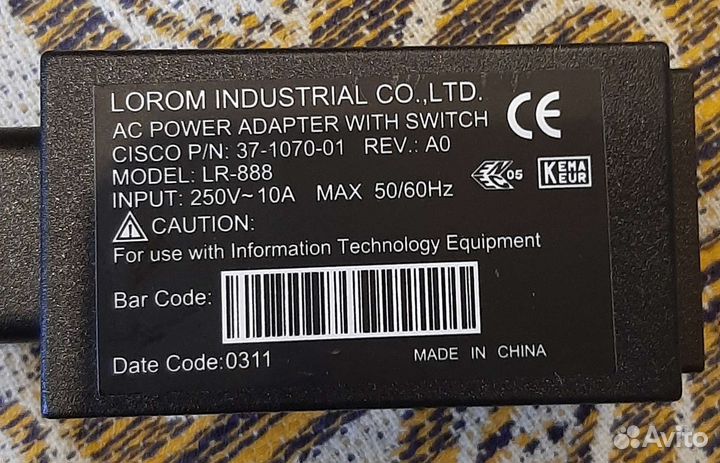 LOROM INDUSTRIAL CO.,LTD.
AC POWER ADAPTER WITH SWITCH
CISCO P/N: 37-1070-01 REV.: A0
MODEL: LR-888
INPUT: 250V~10A MAX 50/60Hz
CE
05
KEMA
EUR
CAUTION:
For use with Information Technology Equipment
Bar Code:
Date Code:0311
MADE IN CHINA
Avito